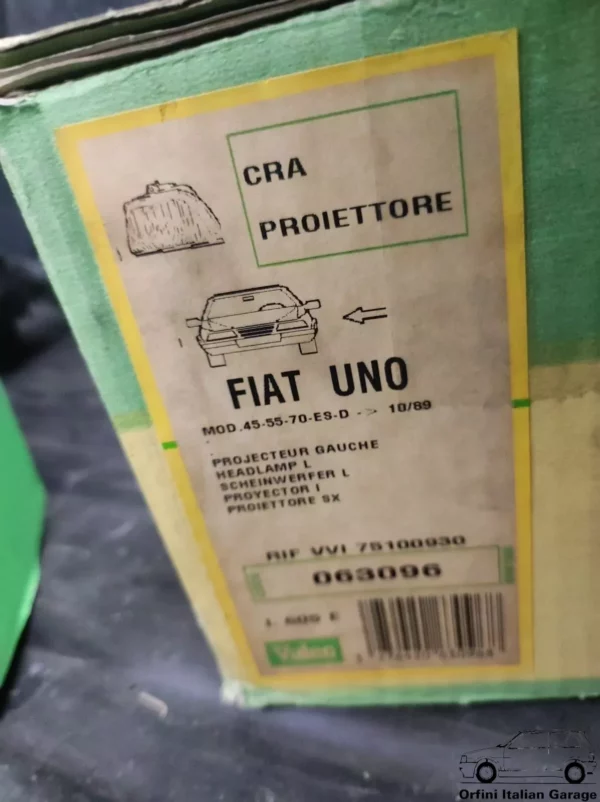 CRA
PROIETTORE
FIAT UNO
MOD.45-55-70-ES-D -> 10/89
PROJECTEUR GAUCHE
HEADLAMP L
SCHEINWERFER L
PROYECTOR I
PROIETTORE SX
RIF VVI 75100930
063096
Valeo
Orfini Italian Garage